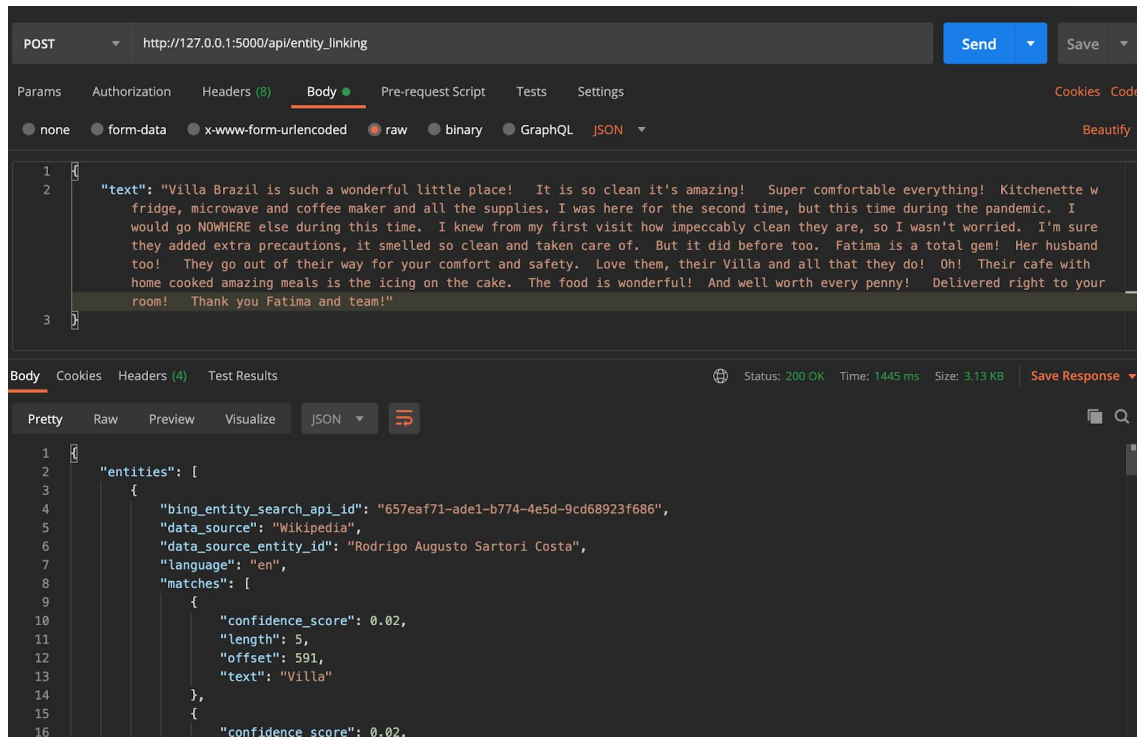 POST http://127.0.0.1:5000/api/entity_linking Send Save
Params Authorization Headers (8) Body Pre-request Script Tests Settings Cookies Code
none form-data x-www-form-urlencoded raw binary GraphQL JSON Beautify
1 {
2 "text": "Villa Brazil is such a wonderful little place!   It is so clean it's amazing!   Super comfortable everything!  Kitchenette w
fridge, microwave and coffee maker and all the supplies. I was here for the second time, but this time during the pandemic.  I
would go NOWHERE else during this time.  I knew from my first visit how impeccably clean they are, so I wasn't worried.  I'm sure
they added extra precautions, it smelled so clean and taken care of.  But it did before too.  Fatima is a total gem!  Her husband
too!   They go out of their way for your comfort and safety.  Love them, their Villa and all that they do!  Oh!  Their cafe with
home cooked amazing meals is the icing on the cake.  The food is wonderful!  And well worth every penny!   Delivered right to your
room!   Thank you Fatima and team!"
3 }
Body Cookies Headers (4) Test Results Status: 200 OK Time: 1445 ms Size: 3.13 KB Save Response
Pretty Raw Preview Visualize JSON
1 {
2 "entities": [
3 {
4 "bing_entity_search_api_id": "657eaf71-ade1-b774-4e5d-9cd68923f686",
5 "data_source": "Wikipedia",
6 "data_source_entity_id": "Rodrigo Augusto Sartori Costa",
7 "language": "en",
8 "matches": [
9 {
10 "confidence_score": 0.02,
11 "length": 5,
12 "offset": 591,
13 "text": "Villa"
14 },
15 {
16 "confidence_score": 0.02,